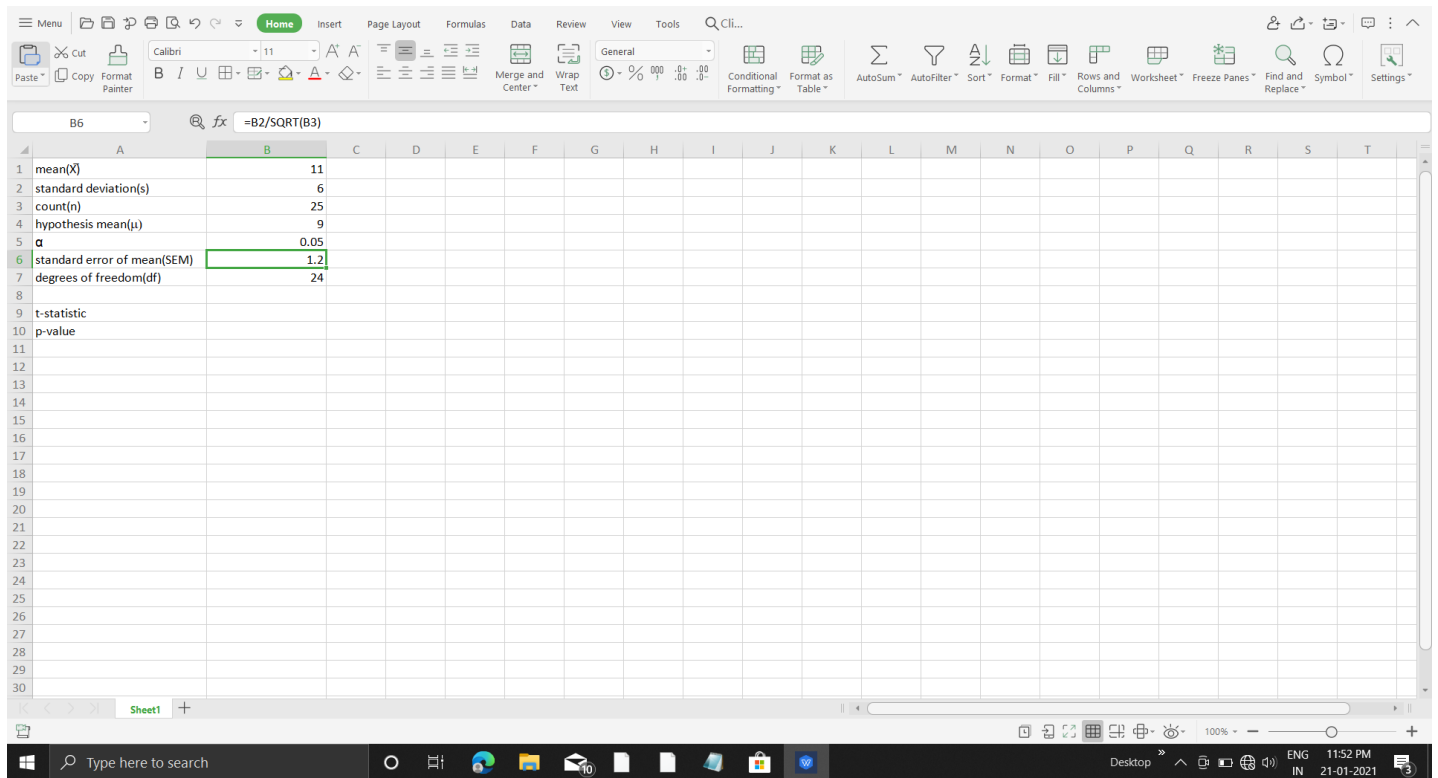 Menu Home Insert Page Layout Formulas Data Review View Tools Cli...
Cut Calibri 11 A+ A- General
Paste Copy Format Painter B I U A Merge and Center Wrap Text % 000 .00 Conditional Formatting Format as Table AutoSum AutoFilter Sort Format Fill Rows and Columns Worksheet Freeze Panes Find and Replace Symbol Settings
B6 fx =B2/SQRT(B3)
A B C D E F G H I J K L M N O P Q R S T
1 mean(X̄) 11
2 standard deviation(s) 6
3 count(n) 25
4 hypothesis mean(μ) 9
5 α 0.05
6 standard error of mean(SEM) 1.2
7 degrees of freedom(df) 24
8
9 t-statistic
10 p-value
11
12
13
14
15
16
17
18
19
20
21
22
23
24
25
26
27
28
29
30
Sheet1
100%
Type here to search 10 Desktop ENG 11:52 PM
IN 21-01-2021 3